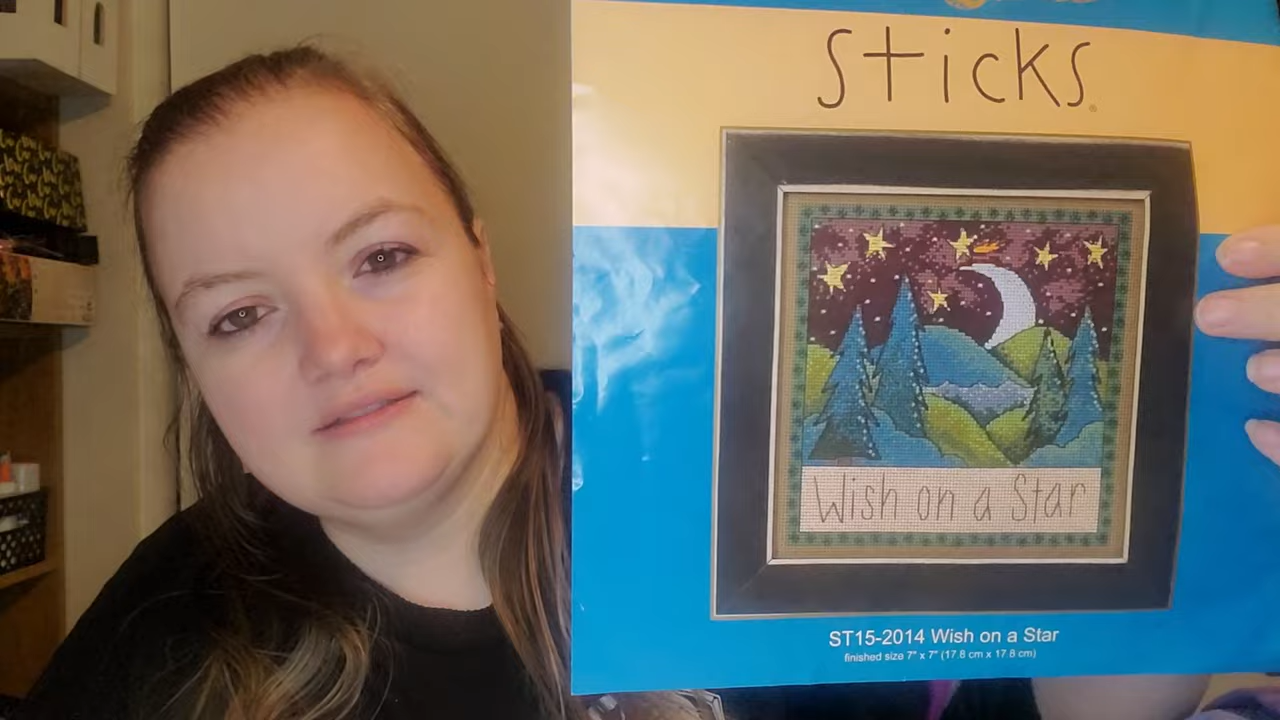 Sticks®
Wish on a Star
ST15-2014 Wish on a Star
finished size 7" x 7" (17.8 cm x 17.8 cm)